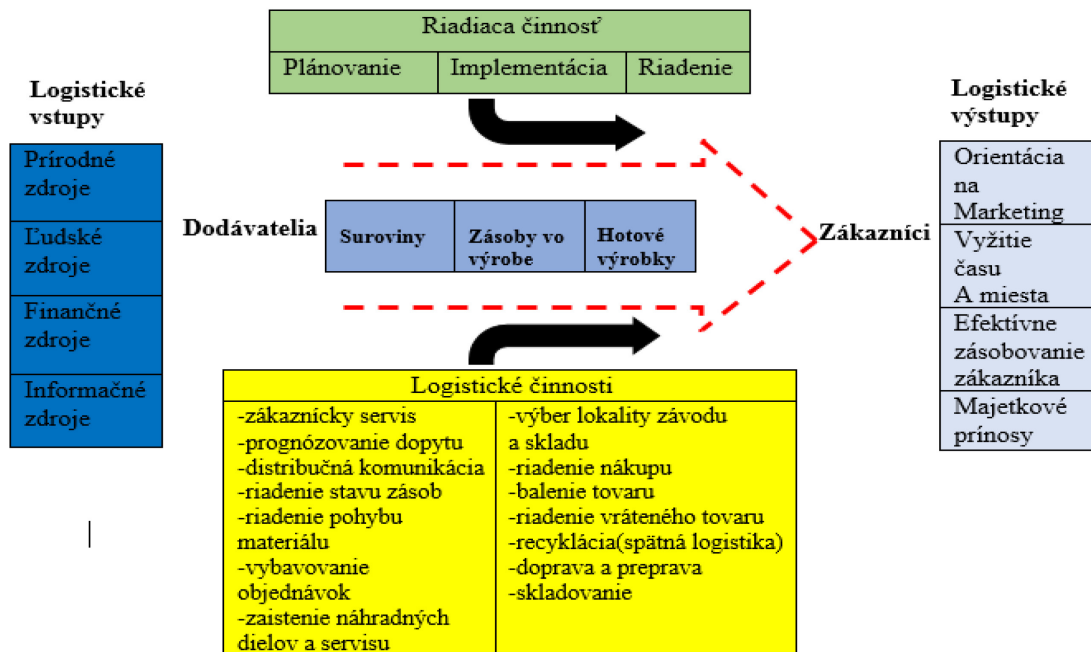 Riadiaca činnosť
Plánovanie
Implementácia
Riadenie
Logistické
vstupy
Prírodné
zdroje
Ľudské
zdroje
Finančné
zdroje
Informačné
zdroje
Dodávatelia
Suroviny
Zásoby vo
výrobe
Hotové
výrobky
Zákazníci
Logistické
výstupy
Orientácia
na
Marketing
Vyžitie
času
A miesta
Efektívne
zásobovanie
zákazníka
Majetkové
prínosy
Logistické činnosti
-zákaznícky servis
-prognózovanie dopytu
-distribučná komunikácia
-riadenie stavu zásob
-riadenie pohybu
materiálu
-vybavovanie
objednávok
-zaistenie náhradných
dielov a servisu
-výber lokality závodu
a skladu
-riadenie nákupu
-balenie tovaru
-riadenie vráteného tovaru
-recyklácia(spätná logistika)
-doprava a preprava
-skladovanie